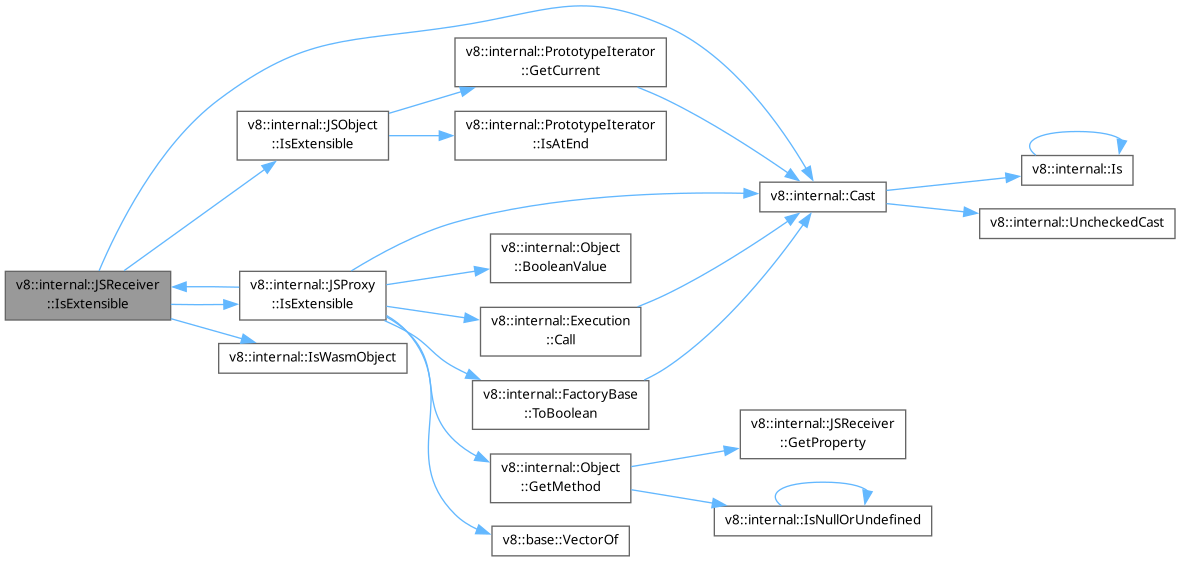 v8::internal::PrototypeIterator
::GetCurrent
v8::internal::JSObject
::IsExtensible
v8::internal::PrototypeIterator
::IsAtEnd
v8::internal::Is
v8::internal::Cast
v8::internal::UncheckedCast
v8::internal::Object
::BooleanValue
v8::internal::JSReceiver
::IsExtensible
v8::internal::JSProxy
::IsExtensible
v8::internal::Execution
::Call
v8::internal::IsWasmObject
v8::internal::FactoryBase
::ToBoolean
v8::internal::JSReceiver
::GetProperty
v8::internal::Object
::GetMethod
v8::internal::IsNullOrUndefined
v8::base::VectorOf